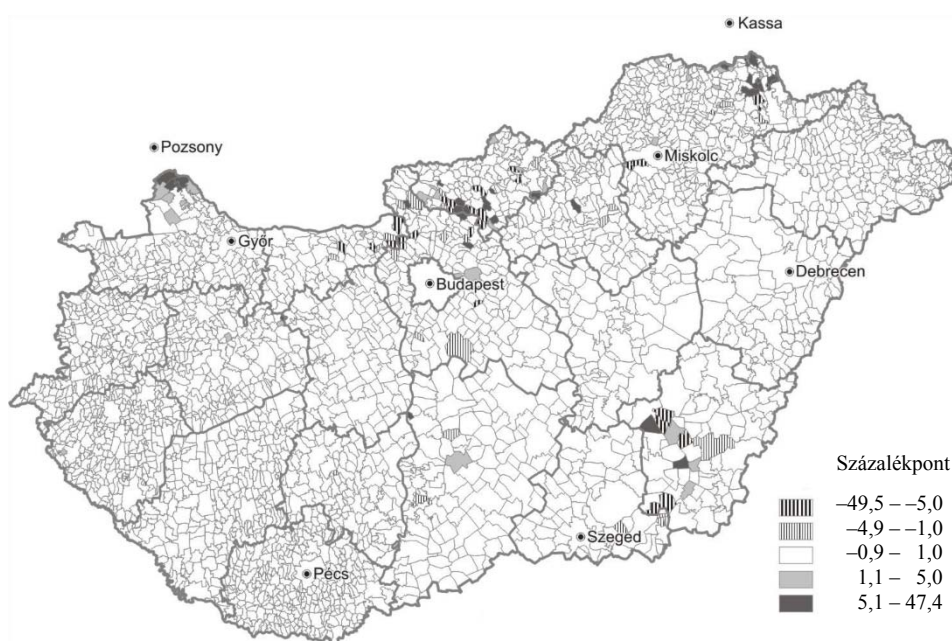 Kassa
Pozsony
Miskolc
Győr
Debrecen
Budapest
Százalékpont
–49,5 – –5,0
–4,9 – –1,0
–0,9 – 1,0
1,1 – 5,0
5,1 – 47,4
Szeged
Pécs